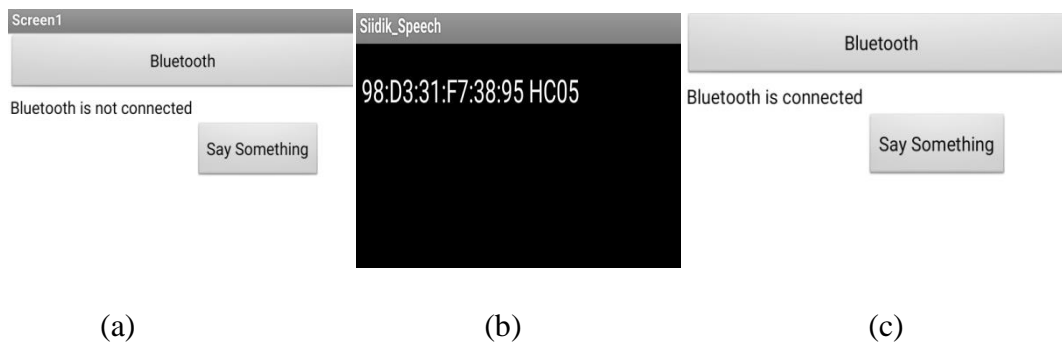 Screen1
Bluetooth
Bluetooth is not connected
Say Something
Siidik_Speech
98:D3:31:F7:38:95 HC05
Bluetooth
Bluetooth is connected
Say Something
(a)
(b)
(c)